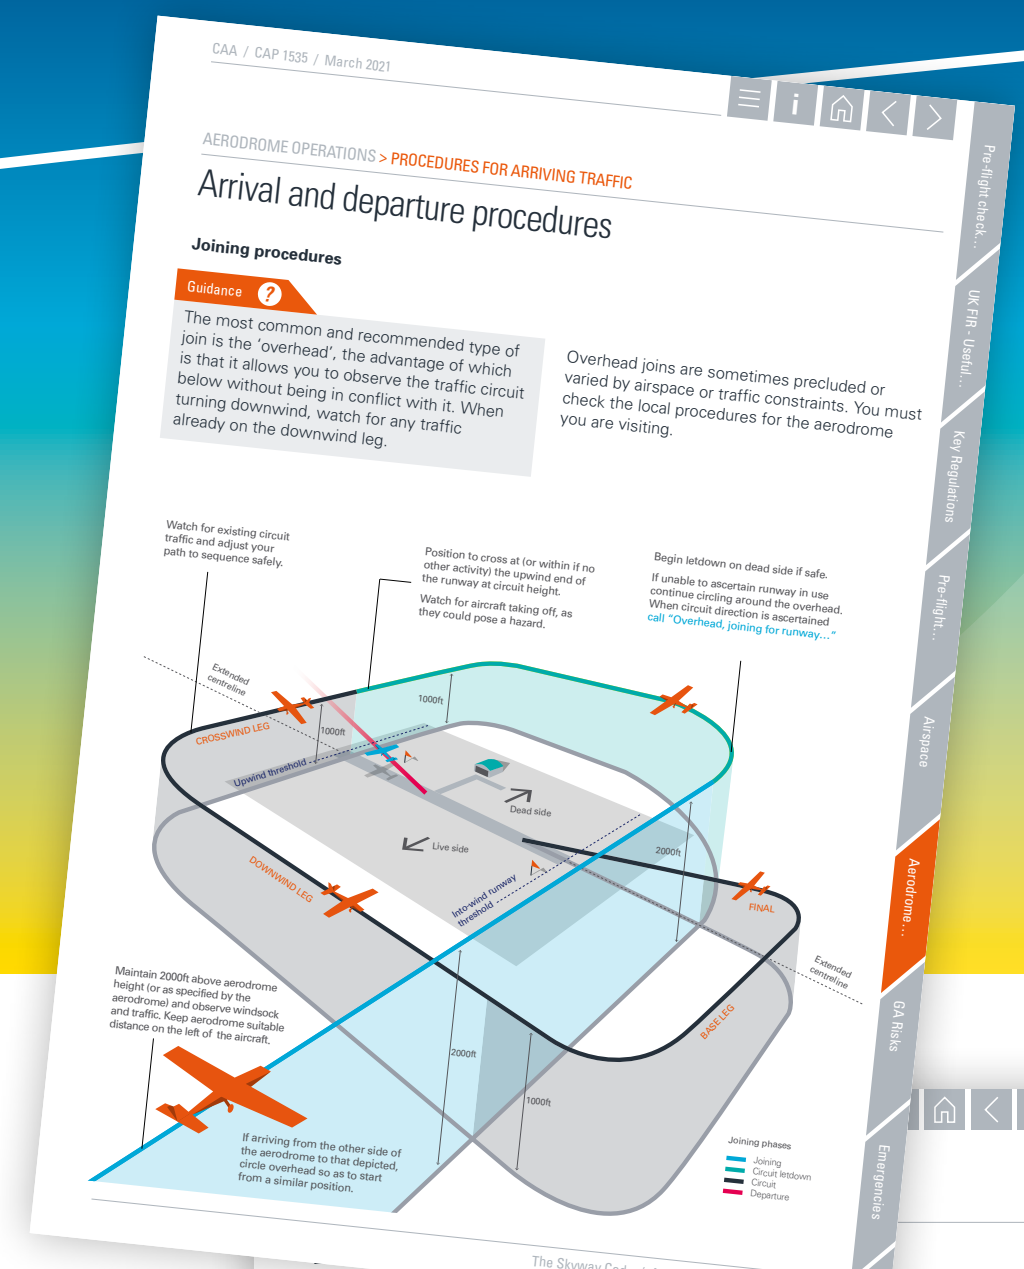 CAA / CAP 1535 / March 2021
AERODROME OPERATIONS > PROCEDURES FOR ARRIVING TRAFFIC
Arrival and departure procedures
Joining procedures
Guidance ?
The most common and recommended type of
join is the ‘overhead’, the advantage of which
is that it allows you to observe the traffic circuit
below without being in conflict with it. When
turning downwind, watch for any traffic
already on the downwind leg.
Overhead joins are sometimes precluded or
varied by airspace or traffic constraints. You must
check the local procedures for the aerodrome
you are visiting.
Watch for existing circuit
traffic and adjust your
path to sequence safely.
Position to cross at (or within if no
other activity) the upwind end of
the runway at circuit height.
Watch for aircraft taking off, as
they could pose a hazard.
Begin letdown on dead side if safe.
If unable to ascertain runway in use
continue circling around the overhead.
When circuit direction is ascertained
call “Overhead, joining for runway…”
Extended
centreline
CROSSWIND LEG
1000ft
1000ft
Upwind threshold
Dead side
Live side
2000ft
DOWNWIND LEG
Into-wind runway
threshold
FINAL
Extended
centreline
BASE LEG
Maintain 2000ft above aerodrome
height (or as specified by the
aerodrome) and observe windsock
and traffic. Keep aerodrome suitable
distance on the left of the aircraft.
2000ft
1000ft
If arriving from the other side of
the aerodrome to that depicted,
circle overhead so as to start
from a similar position.
Joining phases
Joining
Circuit letdown
Circuit
Departure
Pre-flight check…
UK FIR - Useful…
Key Regulations
Pre-flight…
Airspace
Aerodrome…
GA Risks
Emergencies
The Skyway Code